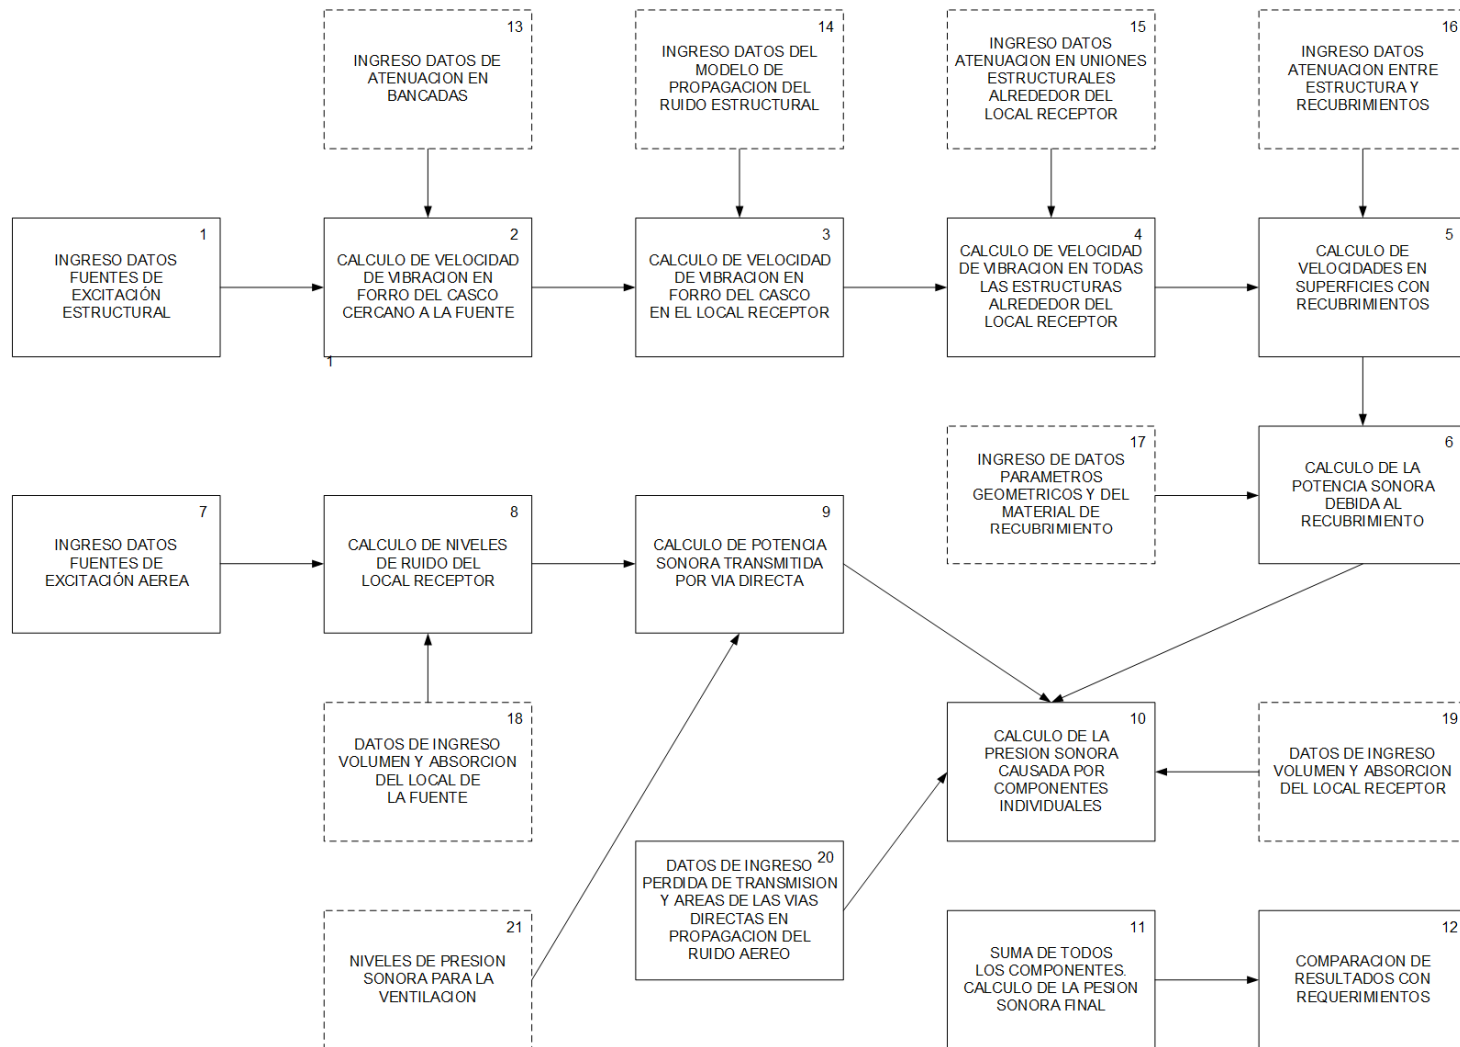 13
INGRESO DATOS DE
ATENUACION EN
BANCADAS
14
INGRESO DATOS DEL
MODELO DE
PROPAGACION DEL
RUIDO ESTRUCTURAL
15
INGRESO DATOS
ATENUACION EN UNIONES
ESTRUCTURALES
ALREDEDOR DEL
LOCAL RECEPTOR
16
INGRESO DATOS
ATENUACION ENTRE
ESTRUCTURA Y
RECUBRIMIENTOS
1
INGRESO DATOS
FUENTES DE
EXCITACIÓN
ESTRUCTURAL
2
CALCULO DE VELOCIDAD
DE VIBRACION EN
FORRO DEL CASCO
CERCANO A LA FUENTE
1
3
CALCULO DE VELOCIDAD
DE VIBRACION EN
FORRO DEL CASCO
EN EL LOCAL RECEPTOR
4
CALCULO DE VELOCIDAD
DE VIBRACION EN TODAS
LAS ESTRUCTURAS
ALREDEDOR DEL
LOCAL RECEPTOR
5
CALCULO DE
VELOCIDADES EN
SUPERFICIES CON
RECUBRIMIENTOS
17
INGRESO DE DATOS
PARAMETROS
GEOMETRICOS Y DEL
MATERIAL DE
RECUBRIMIENTO
6
CALCULO DE LA
POTENCIA SONORA
DEBIDA AL
RECUBRIMIENTO
7
INGRESO DATOS
FUENTES DE
EXCITACIÓN AEREA
8
CALCULO DE NIVELES
DE RUIDO DEL
LOCAL RECEPTOR
9
CALCULO DE POTENCIA
SONORA TRANSMITIDA
POR VIA DIRECTA
18
DATOS DE INGRESO
VOLUMEN Y ABSORCION
DEL LOCAL DE
LA FUENTE
10
CALCULO DE LA
PRESION SONORA
CAUSADA POR
COMPONENTES
INDIVIDUALES
19
DATOS DE INGRESO
VOLUMEN Y ABSORCION
DEL LOCAL RECEPTOR
20
DATOS DE INGRESO
PERDIDA DE TRANSMISION
Y AREAS DE LAS VIAS
DIRECTAS EN
PROPAGACION DEL
RUIDO AEREO
21
NIVELES DE PRESION
SONORA PARA LA
VENTILACION
11
SUMA DE TODOS
LOS COMPONENTES.
CALCULO DE LA PESION
SONORA FINAL
12
COMPARACION DE
RESULTADOS CON
REQUERIMIENTOS